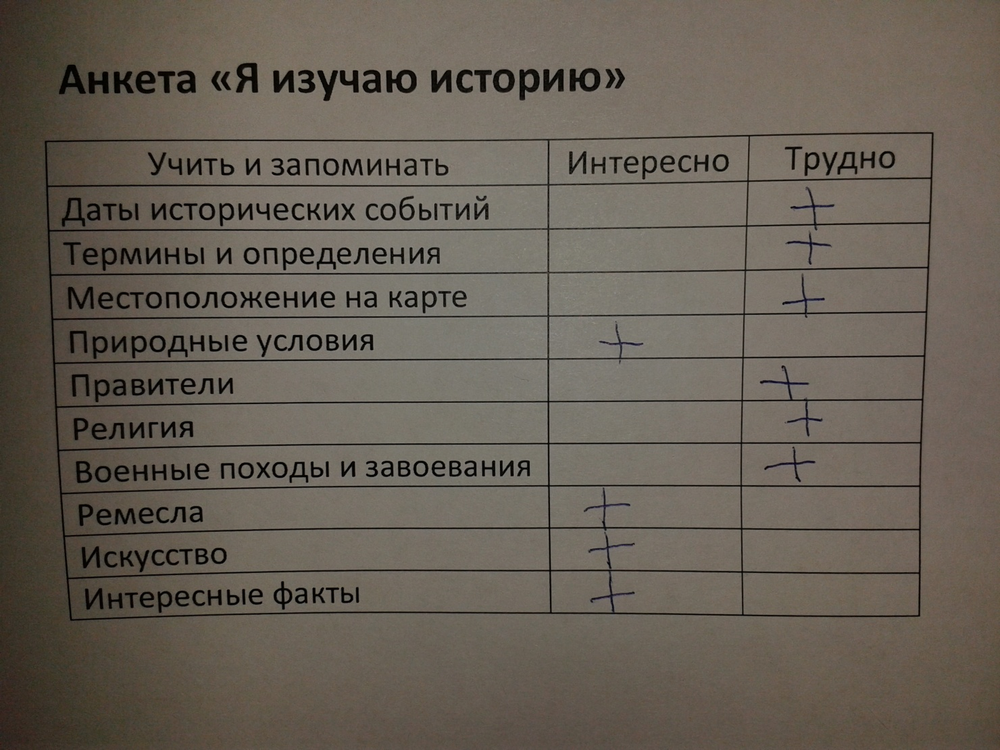 Анкета «Я изучаю историю»
Учить и запоминать Интересно Трудно
Даты исторических событий +
Термины и определения +
Местоположение на карте +
Природные условия +
Правители +
Религия +
Военные походы и завоевания +
Ремесла +
Искусство +
Интересные факты +